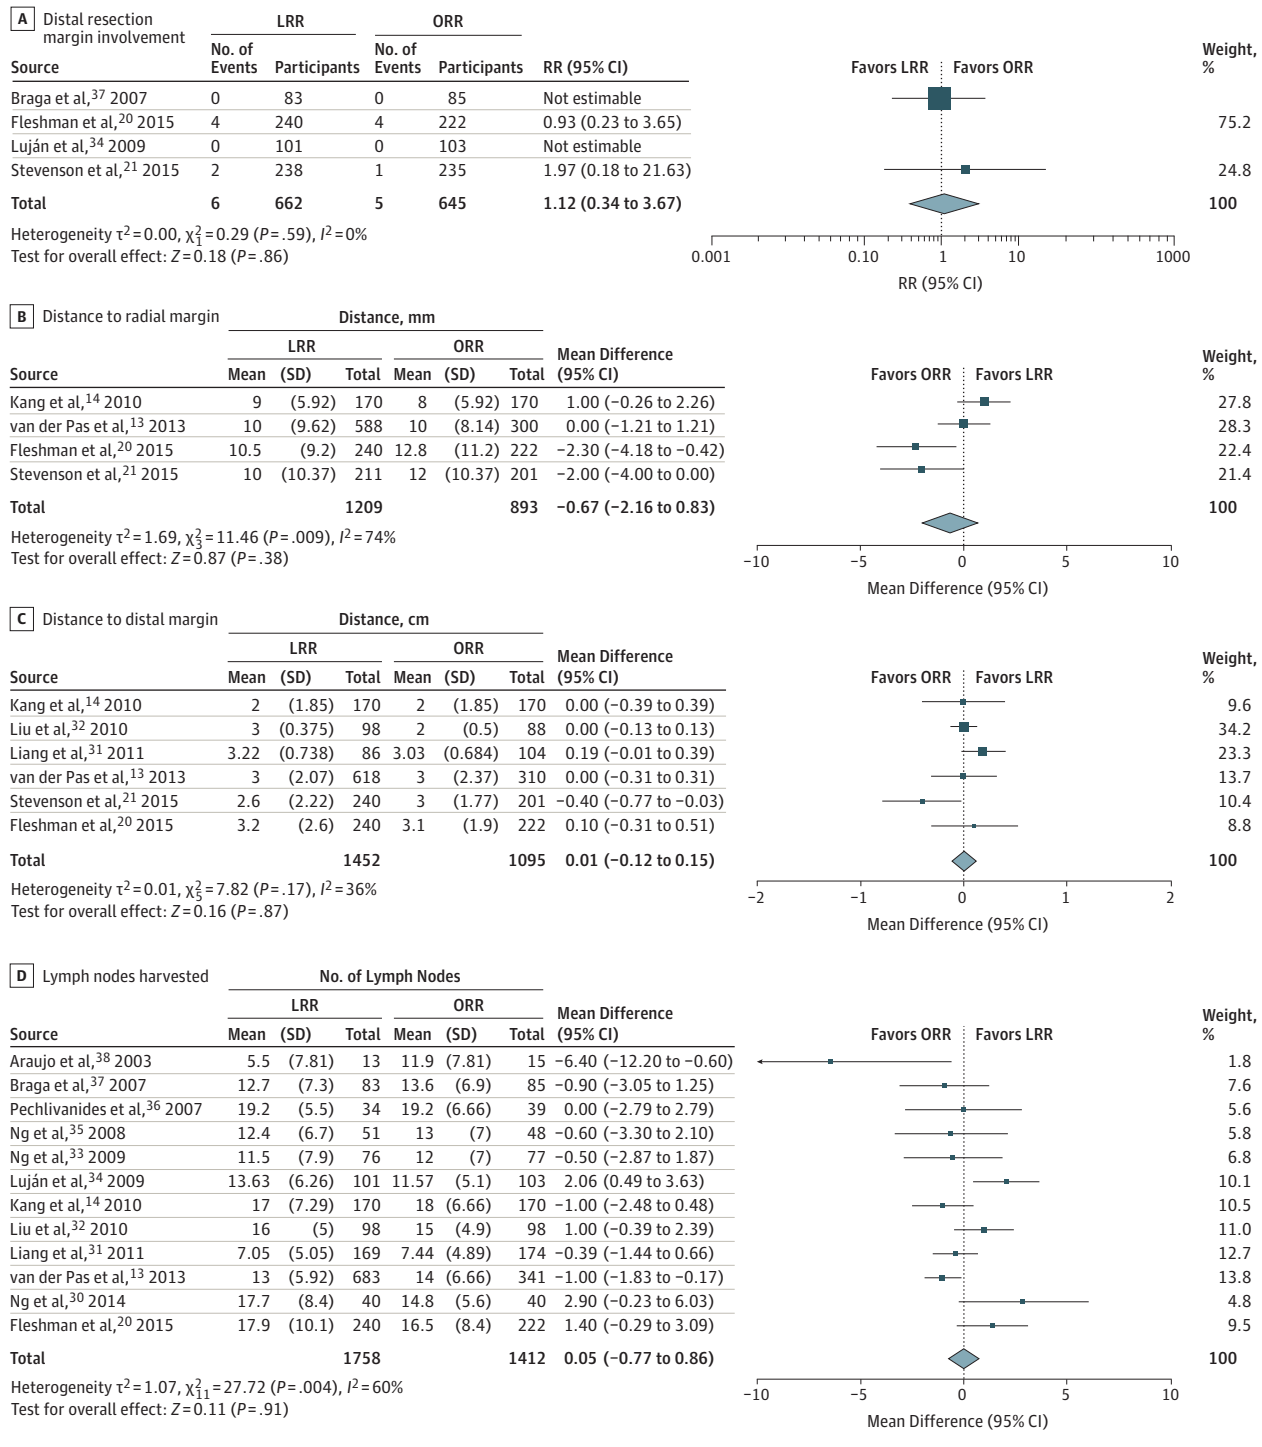 A Distal resection margin involvement
LRR ORR
Source No. of Events Participants No. of Events Participants RR (95% CI) Favors LRR Favors ORR Weight, %
Braga et al,37 2007 0 83 0 85 Not estimable
Fleshman et al,20 2015 4 240 4 222 0.93 (0.23 to 3.65) 75.2
Luján et al,34 2009 0 101 0 103 Not estimable
Stevenson et al,21 2015 2 238 1 235 1.97 (0.18 to 21.63) 24.8
Total 6 662 5 645 1.12 (0.34 to 3.67) 100
Heterogeneity τ2=0.00, χ21=0.29 (P=.59), I2=0%
Test for overall effect: Z=0.18 (P=.86)
0.001 0.10 1 10 1000
RR (95% CI)
B Distance to radial margin Distance, mm
LRR ORR
Source Mean (SD) Total Mean (SD) Total Mean Difference (95% CI) Favors ORR Favors LRR Weight, %
Kang et al,14 2010 9 (5.92) 170 8 (5.92) 170 1.00 (−0.26 to 2.26) 27.8
van der Pas et al,13 2013 10 (9.62) 588 10 (8.14) 300 0.00 (−1.21 to 1.21) 28.3
Fleshman et al,20 2015 10.5 (9.2) 240 12.8 (11.2) 222 −2.30 (−4.18 to −0.42) 22.4
Stevenson et al,21 2015 10 (10.37) 211 12 (10.37) 201 −2.00 (−4.00 to 0.00) 21.4
Total 1209 893 −0.67 (−2.16 to 0.83) 100
Heterogeneity τ2=1.69, χ23=11.46 (P=.009), I2=74%
Test for overall effect: Z=0.87 (P=.38)
−10 −5 0 5 10
Mean Difference (95% CI)
C Distance to distal margin Distance, cm
LRR ORR
Source Mean (SD) Total Mean (SD) Total Mean Difference (95% CI) Favors ORR Favors LRR Weight, %
Kang et al,14 2010 2 (1.85) 170 2 (1.85) 170 0.00 (−0.39 to 0.39) 9.6
Liu et al,32 2010 3 (0.375) 98 2 (0.5) 88 0.00 (−0.13 to 0.13) 34.2
Liang et al,31 2011 3.22 (0.738) 86 3.03 (0.684) 104 0.19 (−0.01 to 0.39) 23.3
van der Pas et al,13 2013 3 (2.07) 618 3 (2.37) 310 0.00 (−0.31 to 0.31) 13.7
Stevenson et al,21 2015 2.6 (2.22) 240 3 (1.77) 201 −0.40 (−0.77 to −0.03) 10.4
Fleshman et al,20 2015 3.2 (2.6) 240 3.1 (1.9) 222 0.10 (−0.31 to 0.51) 8.8
Total 1452 1095 0.01 (−0.12 to 0.15) 100
Heterogeneity τ2=0.01, χ25=7.82 (P=.17), I2=36%
Test for overall effect: Z=0.16 (P=.87)
−2 −1 0 1 2
Mean Difference (95% CI)
D Lymph nodes harvested No. of Lymph Nodes
LRR ORR
Source Mean (SD) Total Mean (SD) Total Mean Difference (95% CI) Favors ORR Favors LRR Weight, %
Araujo et al,38 2003 5.5 (7.81) 13 11.9 (7.81) 15 −6.40 (−12.20 to −0.60) 1.8
Braga et al,37 2007 12.7 (7.3) 83 13.6 (6.9) 85 −0.90 (−3.05 to 1.25) 7.6
Pechlivanides et al,36 2007 19.2 (5.5) 34 19.2 (6.66) 39 0.00 (−2.79 to 2.79) 5.6
Ng et al,35 2008 12.4 (6.7) 51 13 (7) 48 −0.60 (−3.30 to 2.10) 5.8
Ng et al,33 2009 11.5 (7.9) 76 12 (7) 77 −0.50 (−2.87 to 1.87) 6.8
Luján et al,34 2009 13.63 (6.26) 101 11.57 (5.1) 103 2.06 (0.49 to 3.63) 10.1
Kang et al,14 2010 17 (7.29) 170 18 (6.66) 170 −1.00 (−2.48 to 0.48) 10.5
Liu et al,32 2010 16 (5) 98 15 (4.9) 98 1.00 (−0.39 to 2.39) 11.0
Liang et al,31 2011 7.05 (5.05) 169 7.44 (4.89) 174 −0.39 (−1.44 to 0.66) 12.7
van der Pas et al,13 2013 13 (5.92) 683 14 (6.66) 341 −1.00 (−1.83 to −0.17) 13.8
Ng et al,30 2014 17.7 (8.4) 40 14.8 (5.6) 40 2.90 (−0.23 to 6.03) 4.8
Fleshman et al,20 2015 17.9 (10.1) 240 16.5 (8.4) 222 1.40 (−0.29 to 3.09) 9.5
Total 1758 1412 0.05 (−0.77 to 0.86) 100
Heterogeneity τ2=1.07, χ211=27.72 (P=.004), I2=60%
Test for overall effect: Z=0.11 (P=.91)
−10 −5 0 5 10
Mean Difference (95% CI)